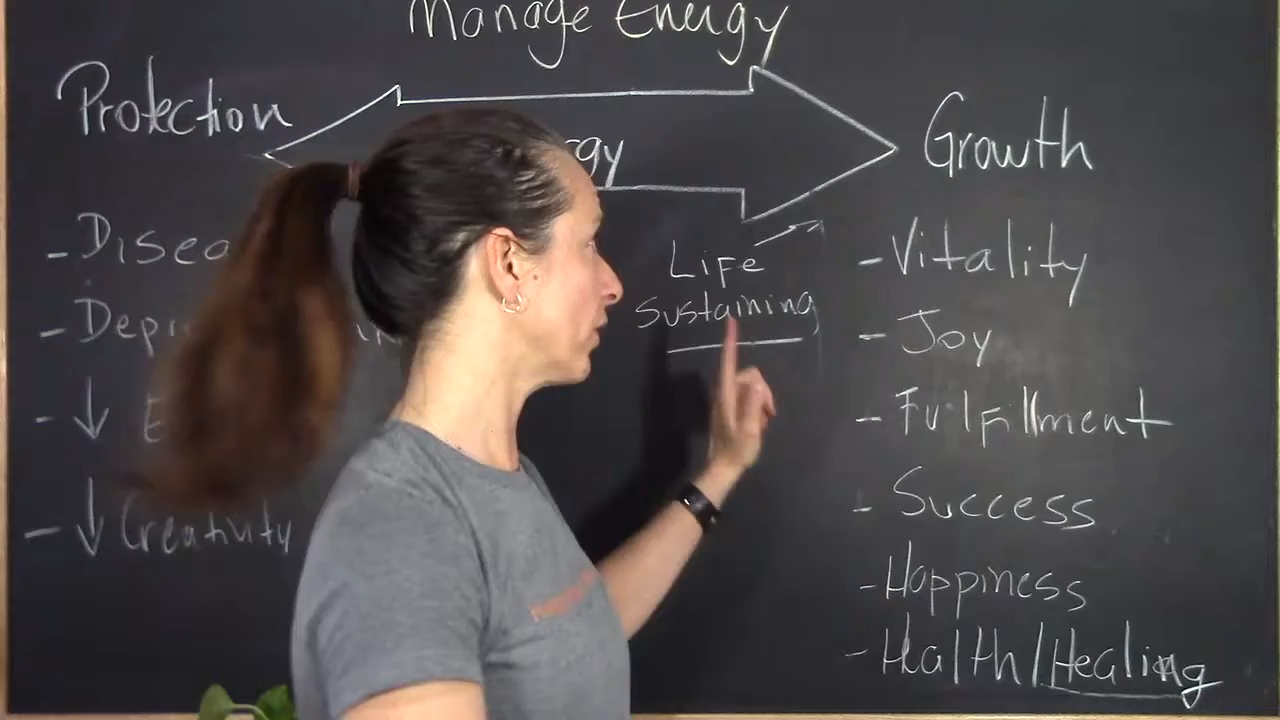 Manage Energy
Protection
Growth
Life
Sustaining
- Vitality
- Joy
- Fulfillment
- Success
- Happiness
- Health/Healing
- ↓
- ↓ Creativity